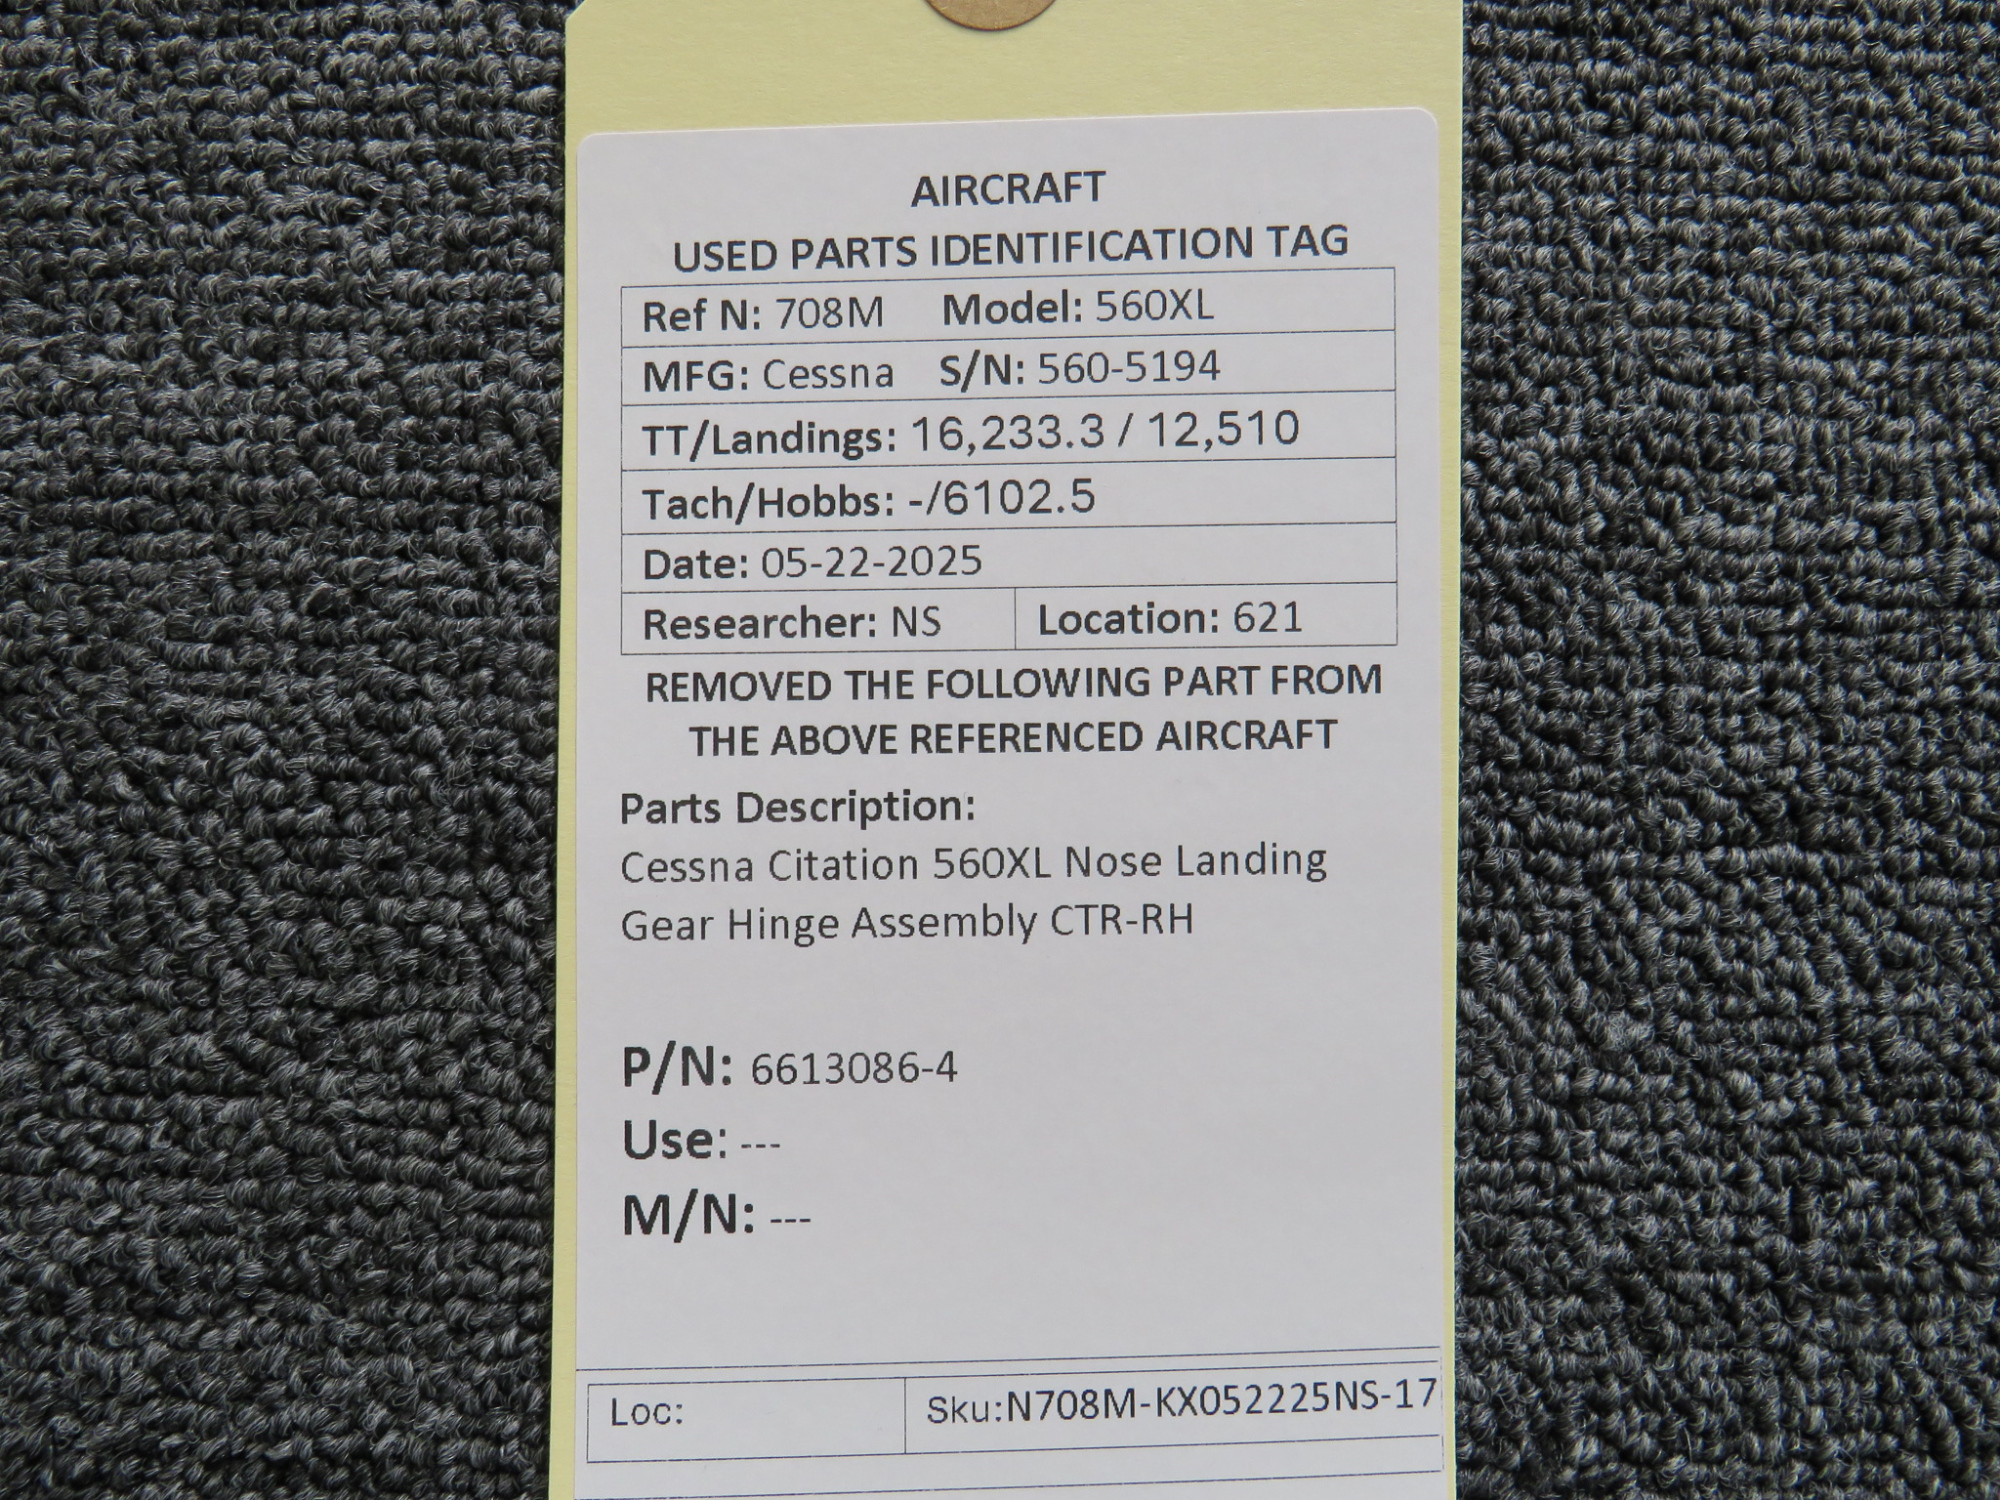 AIRCRAFT
USED PARTS IDENTIFICATION TAG
Ref N: 708M Model: 560XL
MFG: Cessna S/N: 560-5194
TT/Landings: 16,233.3 / 12,510
Tach/Hobbs: -/6102.5
Date: 05-22-2025
Researcher: NS Location: 621
REMOVED THE FOLLOWING PART FROM
THE ABOVE REFERENCED AIRCRAFT
Parts Description:
Cessna Citation 560XL Nose Landing
Gear Hinge Assembly CTR-RH
P/N: 6613086-4
Use: ---
M/N: ---
Loc: Sku:N708M-KX052225NS-17